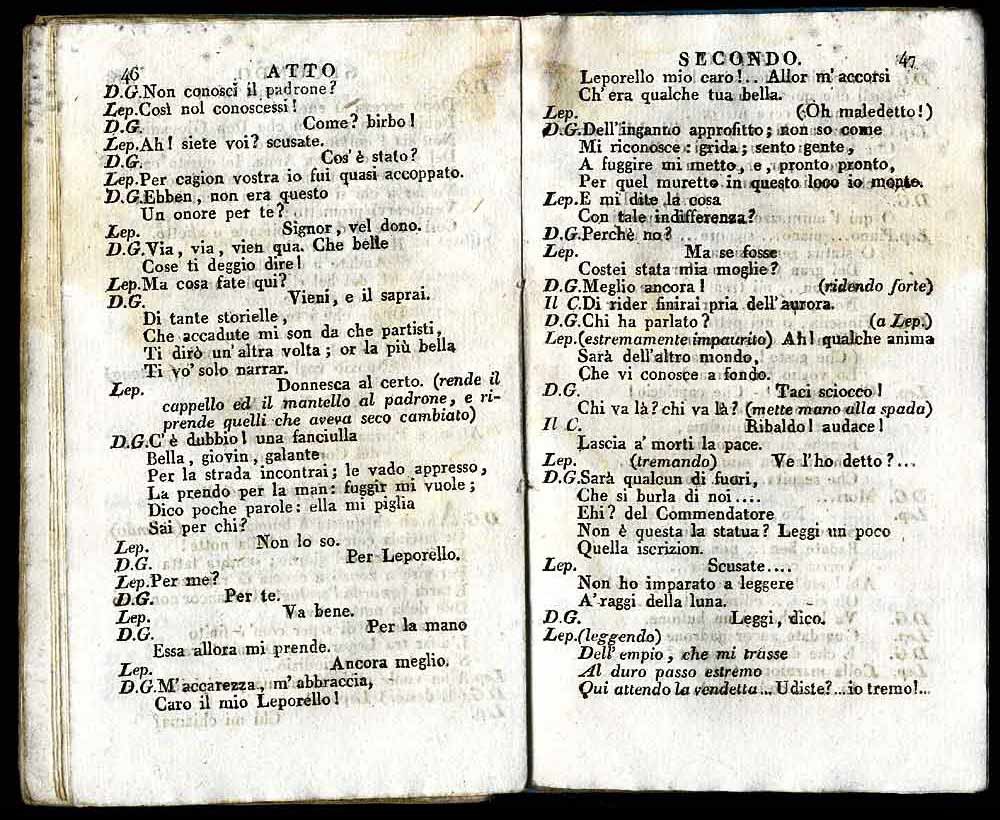 46 ATTO
D.G.Non conosci il padrone?
Lep.Così nol conoscessi!
D.G. Come? birbo!
Lep.Ah! siete voi? scusate.
D.G. Cos'è stato?
Lep.Per cagion vostra io fui quasi accoppato.
D.G.Ebben, non era questo
Un onore per te?
Lep. Signor, vel dono.
D.G.Via, via, vien qua. Che belle
Cose ti deggio dire!
Lep.Ma cosa fate qui?
D.G. Vieni, e il saprai.
Di tante storielle,
Che accadute mi son da che partisti,
Ti dirò un'altra volta; or la più bella
Ti vo' solo narrar.
Lep. Donnesca al certo. (rende il
cappello ed il mantello al padrone, e ri-
prende quelli che aveva seco cambiato)
D.G.C'è dubbio! una fanciulla
Bella, giovin, galante
Per la strada incontrai; le vado appresso,
La prendo per la man: fuggir mi vuole;
Dico poche parole: ella mi piglia
Sai per chi?
Lep. Non lo so.
D.G. Per Leporello.
Lep.Per me?
D.G. Per te.
Lep. Va bene.
D.G. Per la mano
Essa allora mi prende.
Lep. Ancora meglio.
D.G.M'accarezza, m'abbraccia,
Caro il mio Leporello!
SECONDO. 47
Leporello mio caro!.. Allor m'accorsi
Ch'era qualche tua bella.
Lep. (Oh maledetto!)
D.G.Dell'inganno approfitto; non so come
Mi riconosce: grida; sento gente,
A fuggire mi metto, e, pronto pronto,
Per quel muretto in questo loco io monto.
Lep.E mi dite la cosa
Con tale indifferenza?
D.G.Perchè no?
Lep. Ma se fosse
Costei stata mia moglie?
D.G.Meglio ancora! (ridendo forte)
Il C.Di rider finirai pria dell'aurora.
D.G.Chi ha parlato? (a Lep.)
Lep.(estremamente impaurito) Ah! qualche anima
Sarà dell'altro mondo,
Che vi conosce a fondo.
D.G. Taci sciocco!
Chi va là? chi va là? (mette mano alla spada)
Il C. Ribaldo! audace!
Lascia a' morti la pace.
Lep. (tremando) Ve l'ho detto?...
D.G.Sarà qualcun di fuori,
Che si burla di noi....
Ehi? del Commendatore
Non è questa la statua? Leggi un poco
Quella iscrizion.
Lep. Scusate....
Non ho imparato a leggere
A' raggi della luna.
D.G. Leggi, dico.
Lep.(leggendo)
Dell'empio, che mi trasse
Al duro passo estremo
Qui attendo la vendetta... Udiste?...io tremo!...